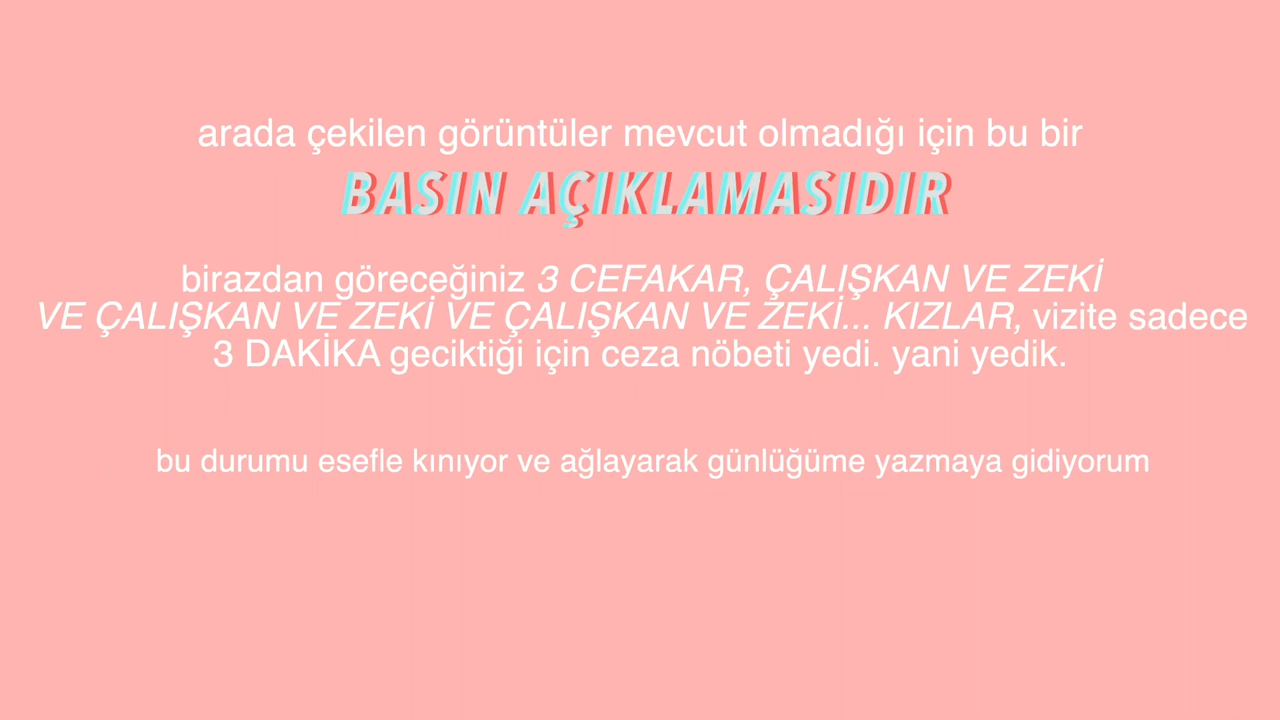 arada çekilen görüntüler mevcut olmadığı için bu bir
BASIN AÇIKLAMASIDIR
birazdan göreceğiniz 3 CEFAKAR, ÇALIŞKAN VE ZEKİ
VE ÇALIŞKAN VE ZEKİ VE ÇALIŞKAN VE ZEKİ... KIZLAR, vizite sadece
3 DAKİKA geciktiği için ceza nöbeti yedi. yani yedik.
bu durumu esefle kınıyor ve ağlayarak günlüğüme yazmaya gidiyorum